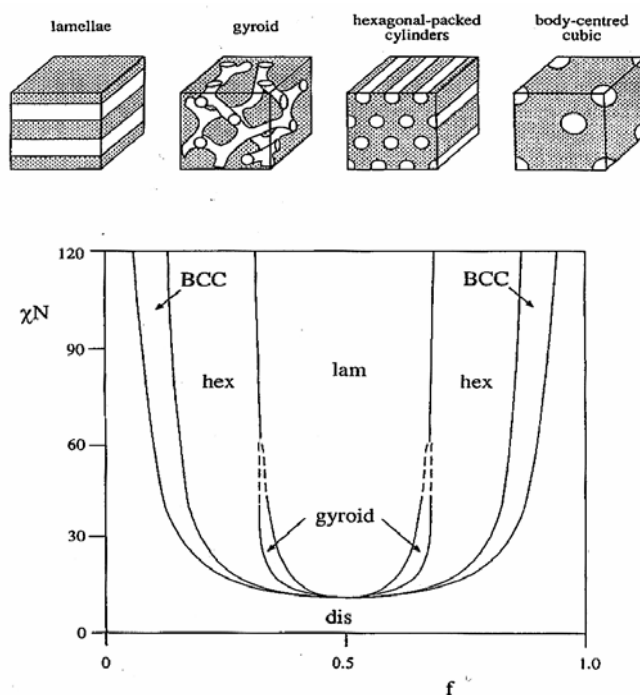 lamellae
gyroid
hexagonal-packed
cylinders
body-centred
cubic
120
BCC
BCC
χN
90
hex
lam
hex
60
gyroid
30
dis
0
0
0.5
1.0
f